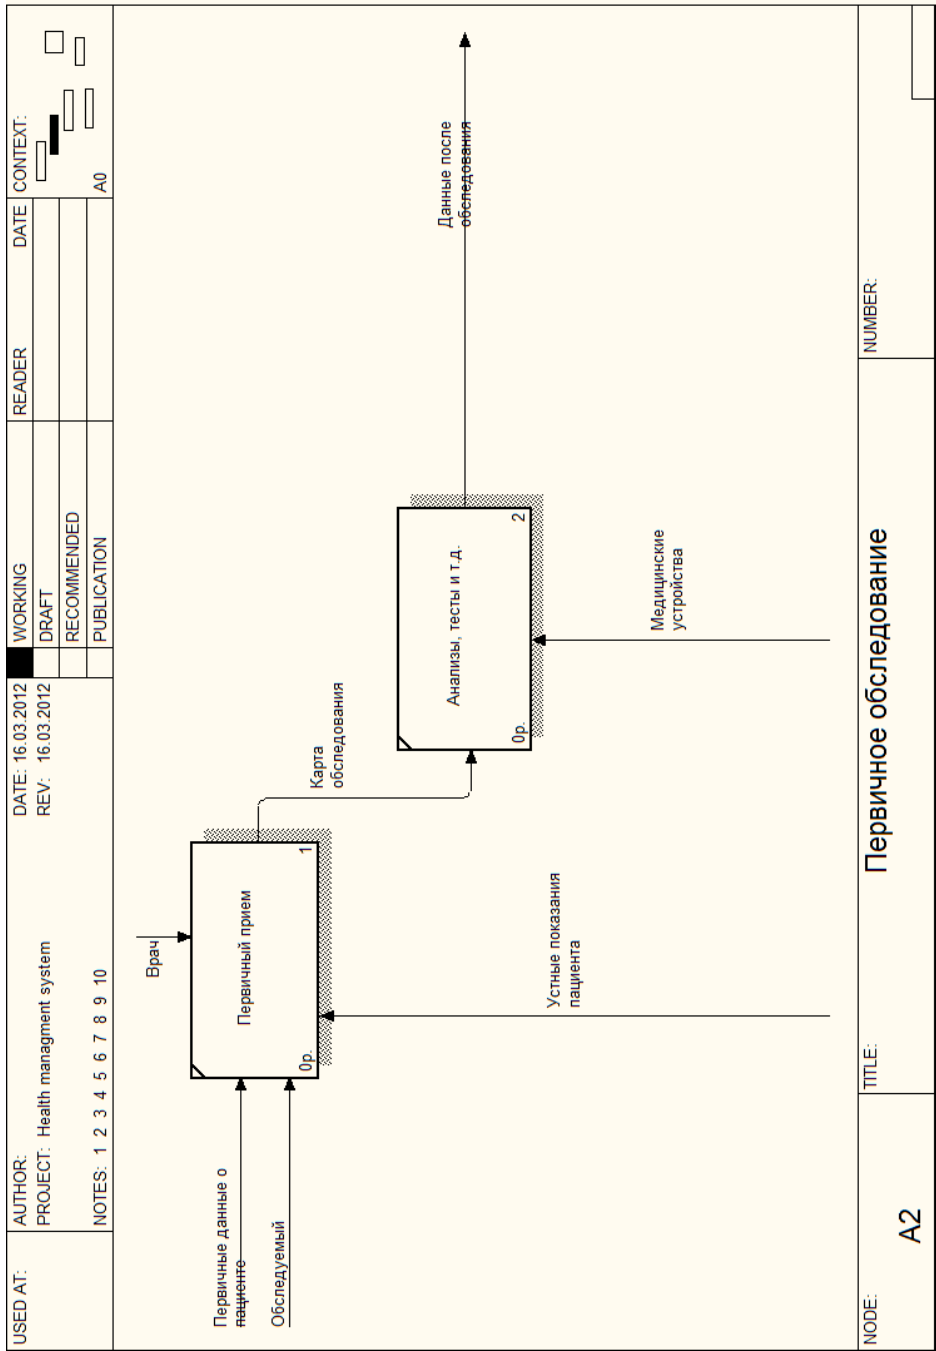 USED AT:
AUTHOR:
DATE: 16.03.2012
WORKING
READER
DATE
CONTEXT:
PROJECT: Health managment system
REV: 16.03.2012
DRAFT
RECOMMENDED
NOTES: 1 2 3 4 5 6 7 8 9 10
PUBLICATION
A0
Врач
Первичные данные о
пациенте
Обследуемый
Первичный прием
0р.
1
Карта
обследования
Анализы, тесты и т.д.
0р.
2
Данные после
обследования
Устные показания
пациента
Медицинские
устройства
NODE:
TITLE:
NUMBER:
A2
Первичное обследование